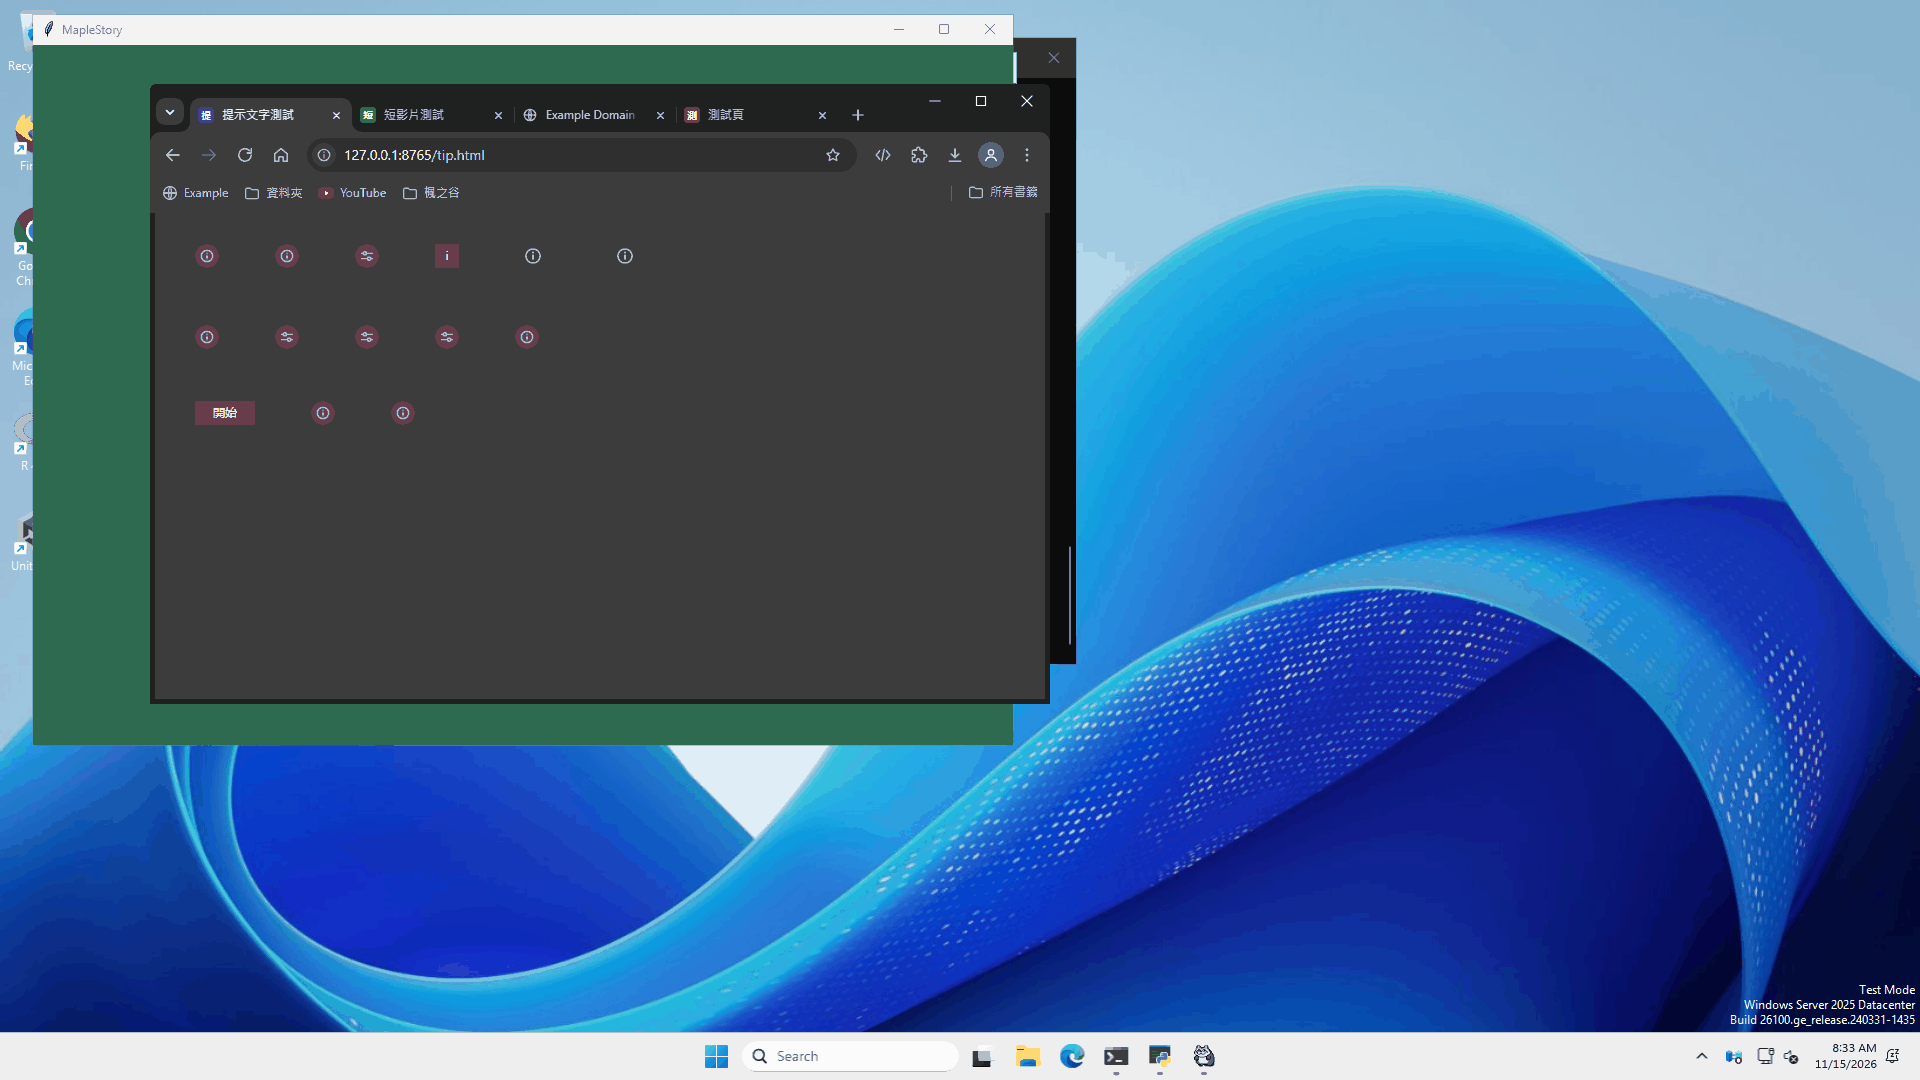 MapleStory
提示文字測試
短影片測試
Example Domain
測試頁
127.0.0.1:8765/tip.html
Example
資料夾
YouTube
楓之谷
所有書籤
開始
Test Mode
Windows Server 2025 Datacenter
Build 26100.ge_release.240331-1435
Search
8:33 AM
11/15/2026